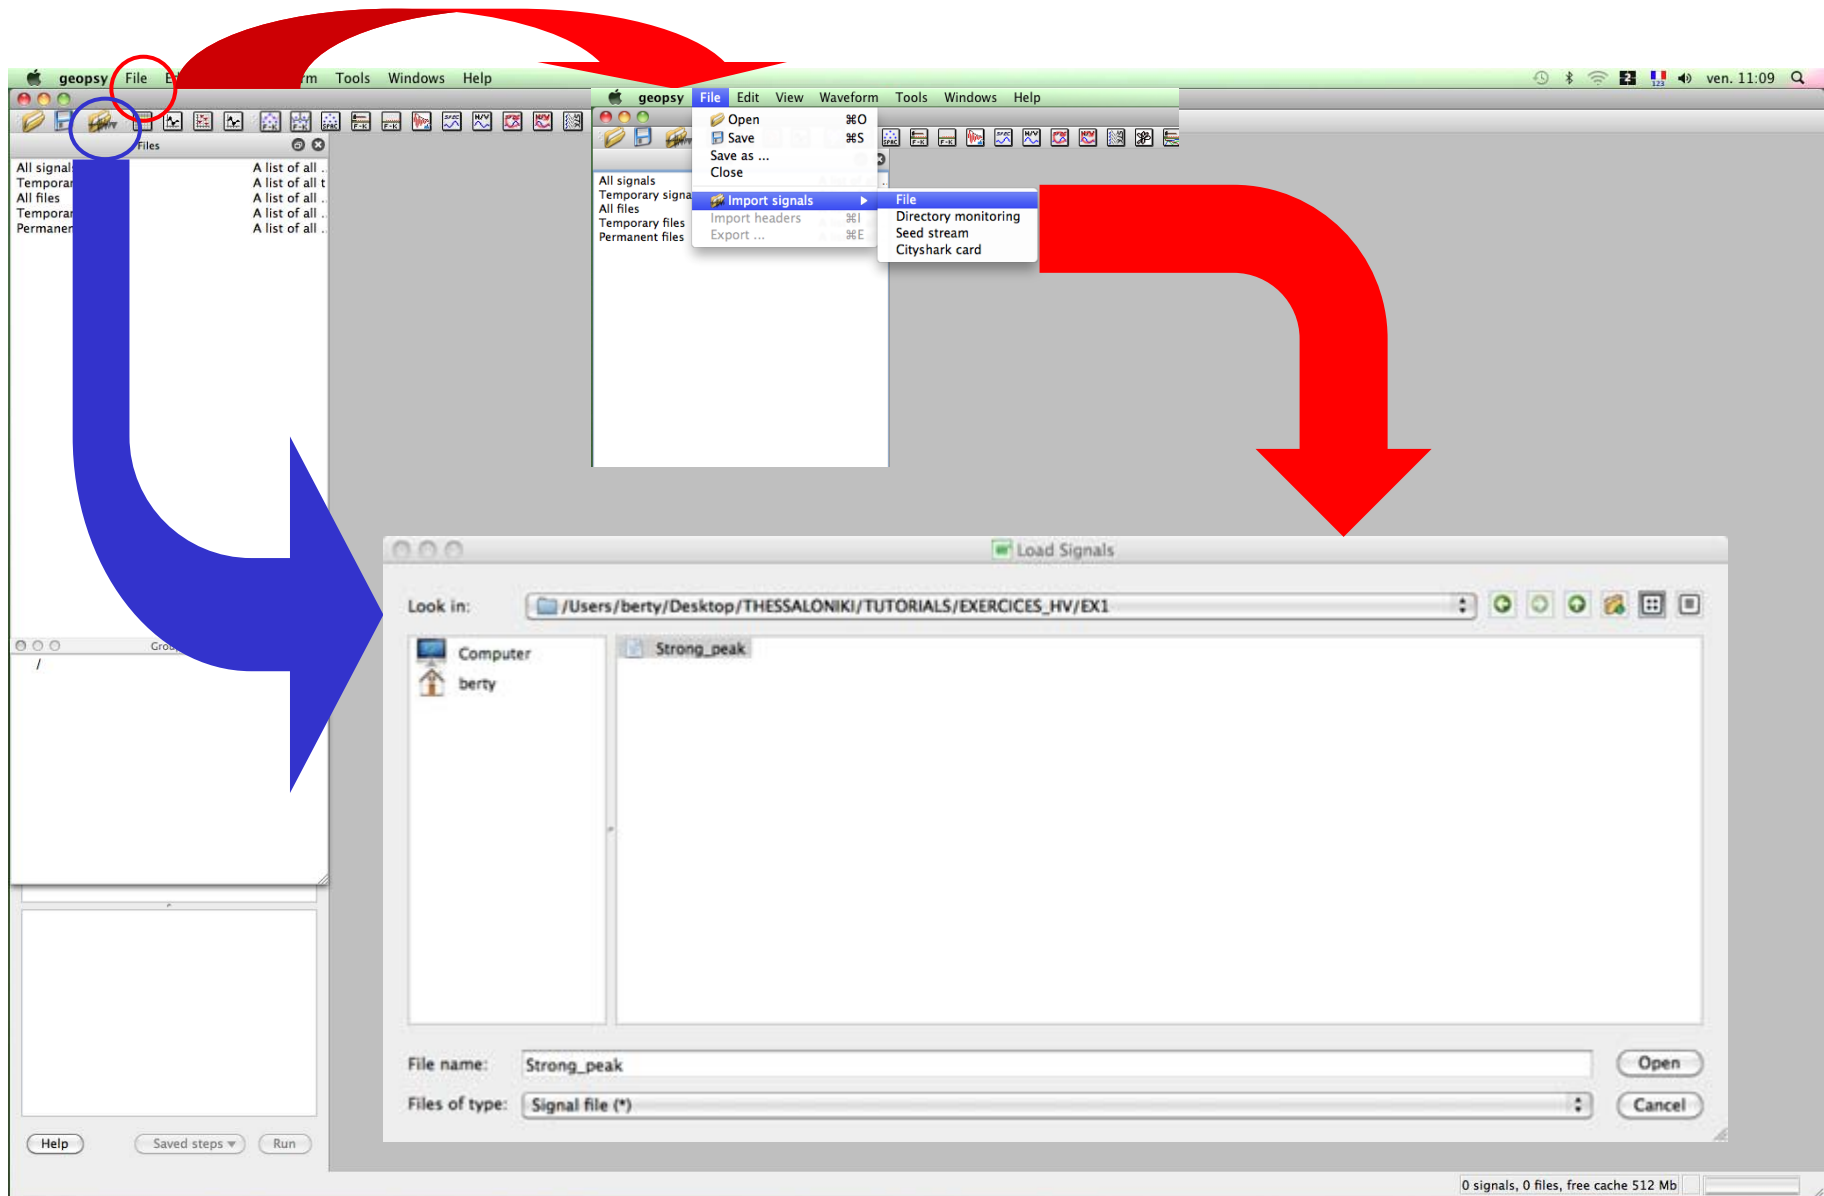 geopsy File E m Tools Windows Help ven. 11:09
Files
All signal A list of all ..
Temporar A list of all t
All files A list of all ..
Temporar A list of all ..
Permaner A list of all ..
geopsy File Edit View Waveform Tools Windows Help
Open ⌘O
Save ⌘S
Save as ...
Close
Import signals
Import headers ⌘I
Export ... ⌘E
File
Directory monitoring
Seed stream
Cityshark card
All signals
Temporary signa
All files
Temporary files
Permanent files
Grou
/
Load Signals
Look in: /Users/berty/Desktop/THESSALONIKI/TUTORIALS/EXERCICES_HV/EX1
Computer
berty
Strong_peak
File name: Strong_peak Open
Files of type: Signal file (*) Cancel
Help Saved steps Run
0 signals, 0 files, free cache 512 Mb